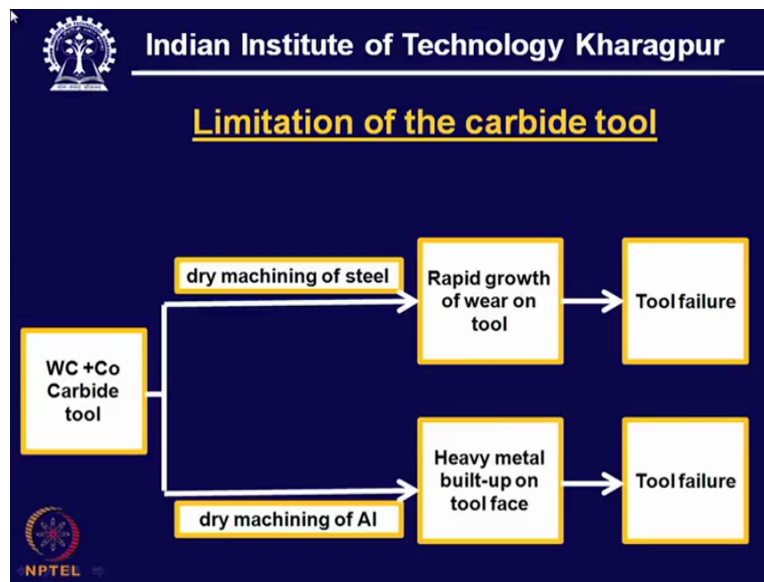 Indian Institute of Technology Kharagpur
Limitation of the carbide tool
dry machining of steel
Rapid growth
of wear on
tool
Tool failure
WC +Co
Carbide
tool
Heavy metal
built-up on
tool face
Tool failure
dry machining of Al
NPTEL